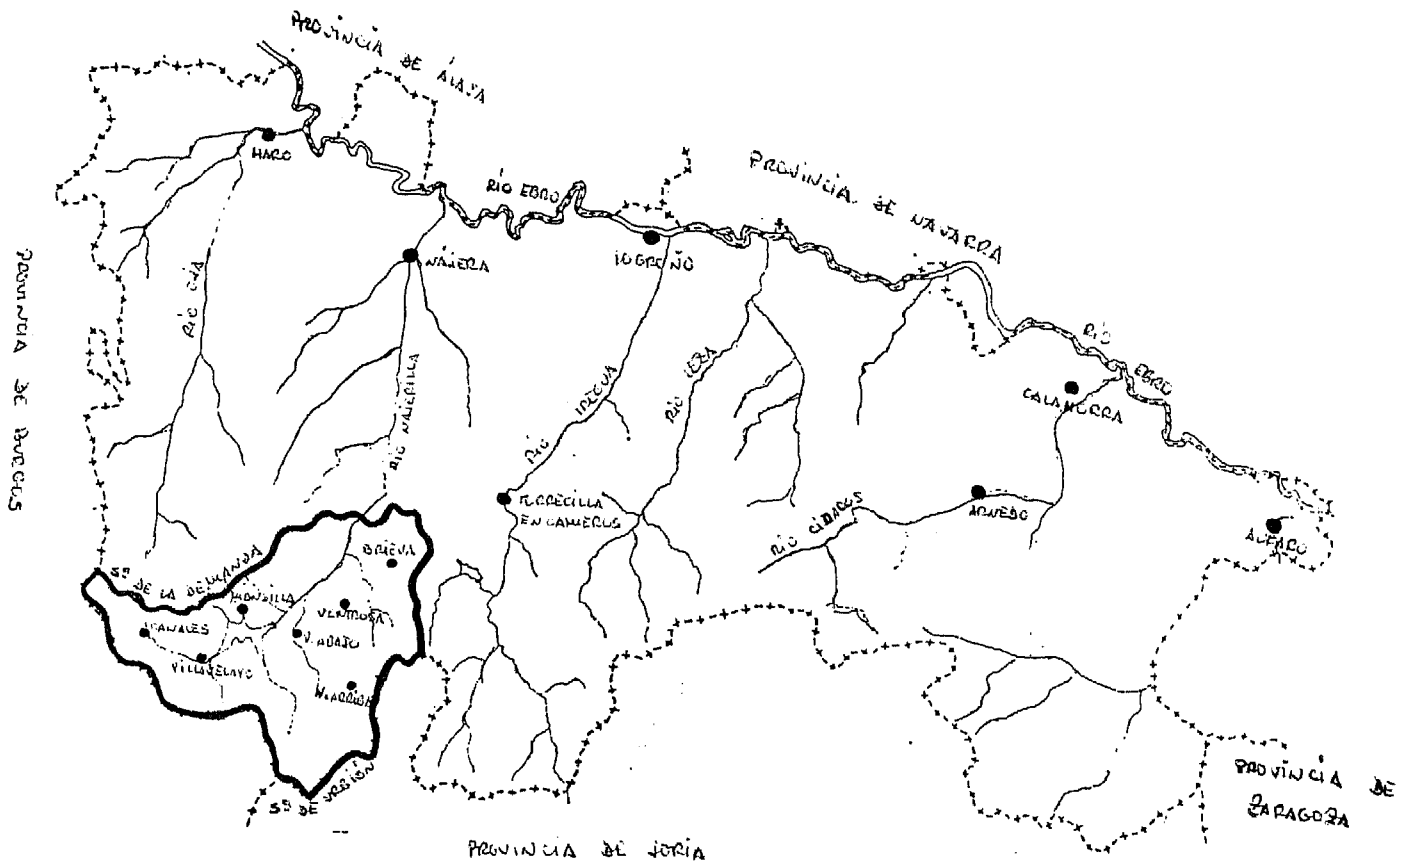 PROVINCIA DE ÁLAVA
HARO
RÍO EBRO
PROVINCIA DE NAVARRA
NÁJERA
LOGROÑO
PROVINCIA DE BURGOS
RÍO OJA
RÍO NAJERILLA
RÍO IREGUA
RÍO LEZA
RÍO EBRO
CALAHORRA
TORRECILLA
EN CAMEROS
RÍO CIDACOS
ARNEDO
ALFARO
Sª DE LA DEMANDA
BRIEVA
MANSILLA
VENTROSA
CANALES
V. ABAJO
VILLAVELAYO
V. ARRIBA
Sª DE URBIÓN
PROVINCIA DE
ZARAGOZA
PROVINCIA DE SORIA